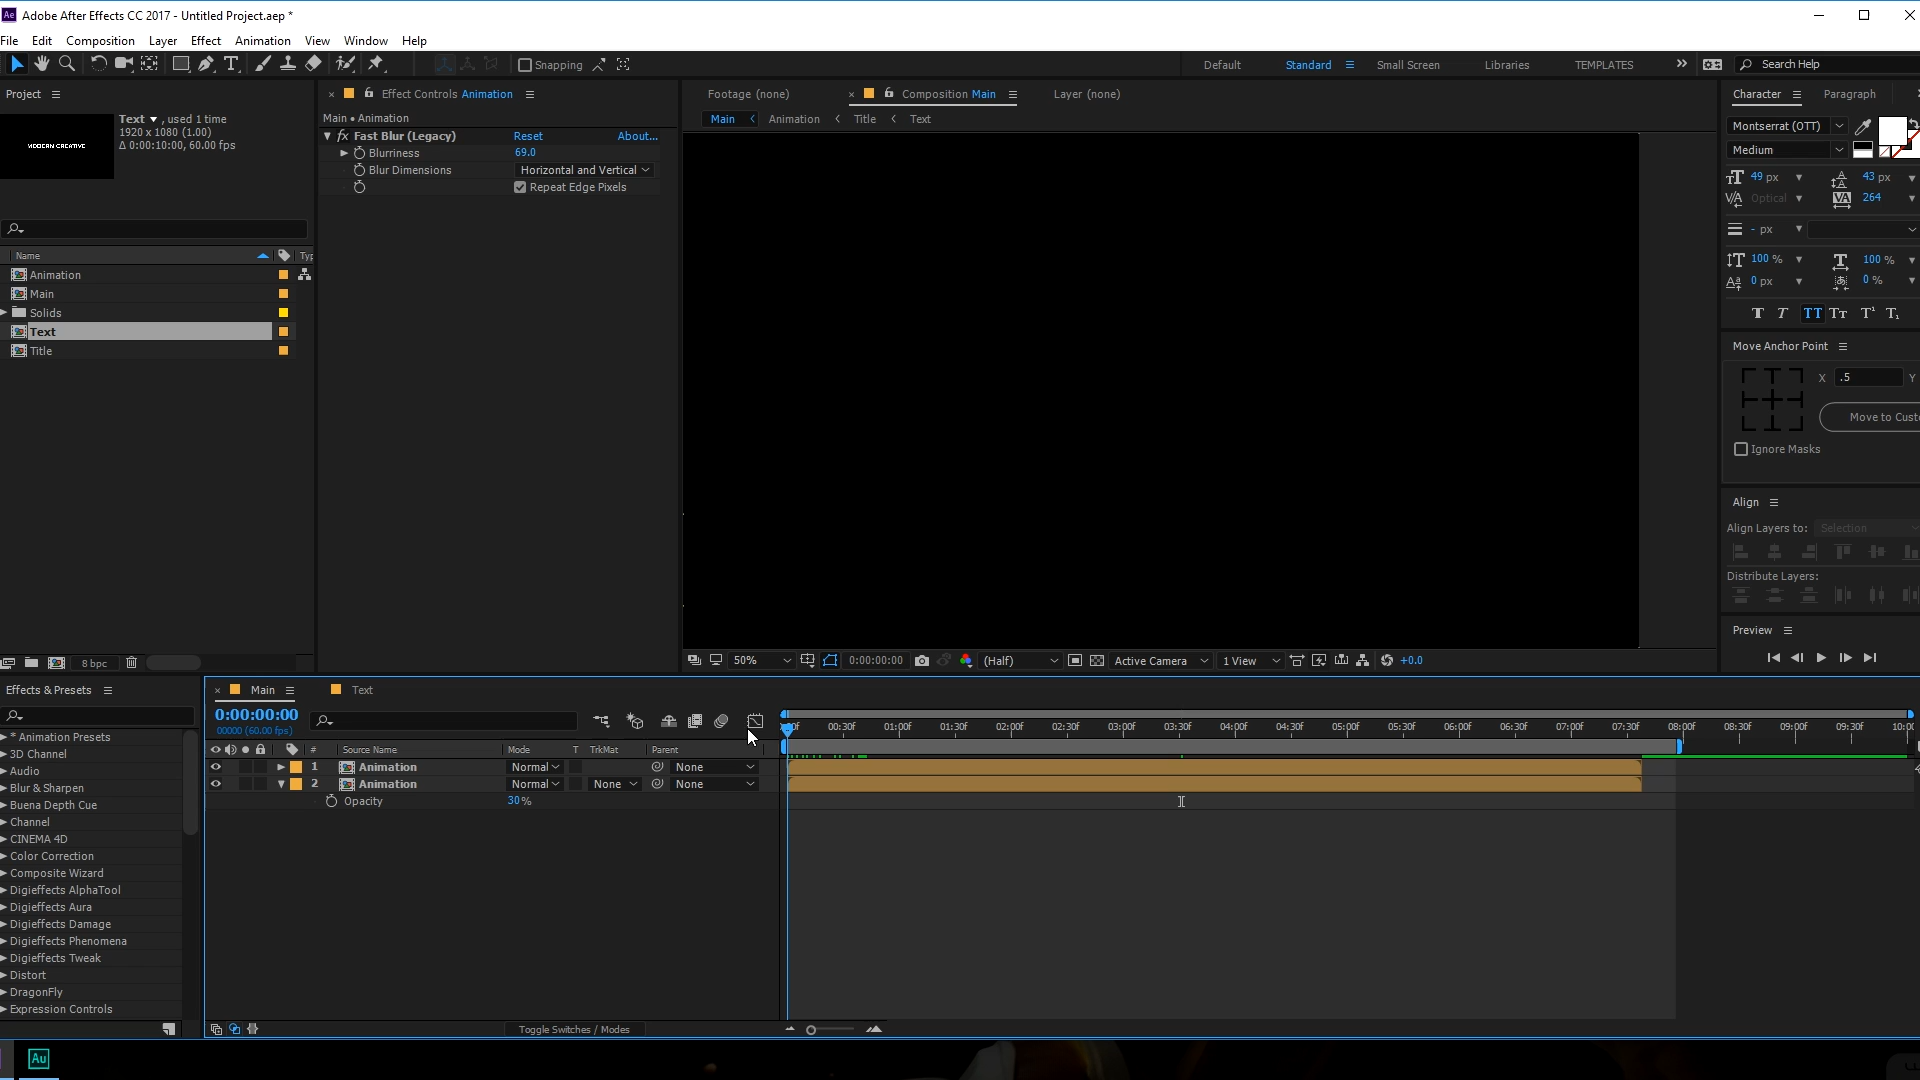 Adobe After Effects CC 2017 - Untitled Project.aep *
File Edit Composition Layer Effect Animation View Window Help
Snapping
Default Standard Small Screen Libraries TEMPLATES Search Help
Project
Text , used 1 time
1920 x 1080 (1.00)
Δ 0:00:10:00, 60.00 fps
MODERN CREATIVE
Name
Animation
Main
Solids
Text
Title
8 bpc
Effect Controls Animation
Main • Animation
fx Fast Blur (Legacy) Reset About...
Blurriness 69.0
Blur Dimensions Horizontal and Vertical
Repeat Edge Pixels
Footage (none) Composition Main Layer (none)
Main Animation Title Text
50% 0:00:00:00 (Half) Active Camera 1 View +0.0
Character Paragraph
Montserrat (OTT)
Medium
49 px 43 px
Optical 264
- px
100 % 100 %
0 px 0 %
Move Anchor Point
X .5 Y
Move to Custo
Ignore Masks
Align
Align Layers to: Selection
Distribute Layers:
Preview
Effects & Presets
* Animation Presets
3D Channel
Audio
Blur & Sharpen
Buena Depth Cue
Channel
CINEMA 4D
Color Correction
Composite Wizard
Digieffects AlphaTool
Digieffects Aura
Digieffects Damage
Digieffects Phenomena
Digieffects Tweak
Distort
DragonFly
Expression Controls
Main Text
0:00:00:00
00000 (60.00 fps)
00:30f 01:00f 01:30f 02:00f 02:30f 03:00f 03:30f 04:00f 04:30f 05:00f 05:30f 06:00f 06:30f 07:00f 07:30f 08:00f 08:30f 09:00f 09:30f 10:00
# Source Name Mode T TrkMat Parent
1 Animation Normal None
2 Animation Normal None None
Opacity 30%
Toggle Switches / Modes
Au